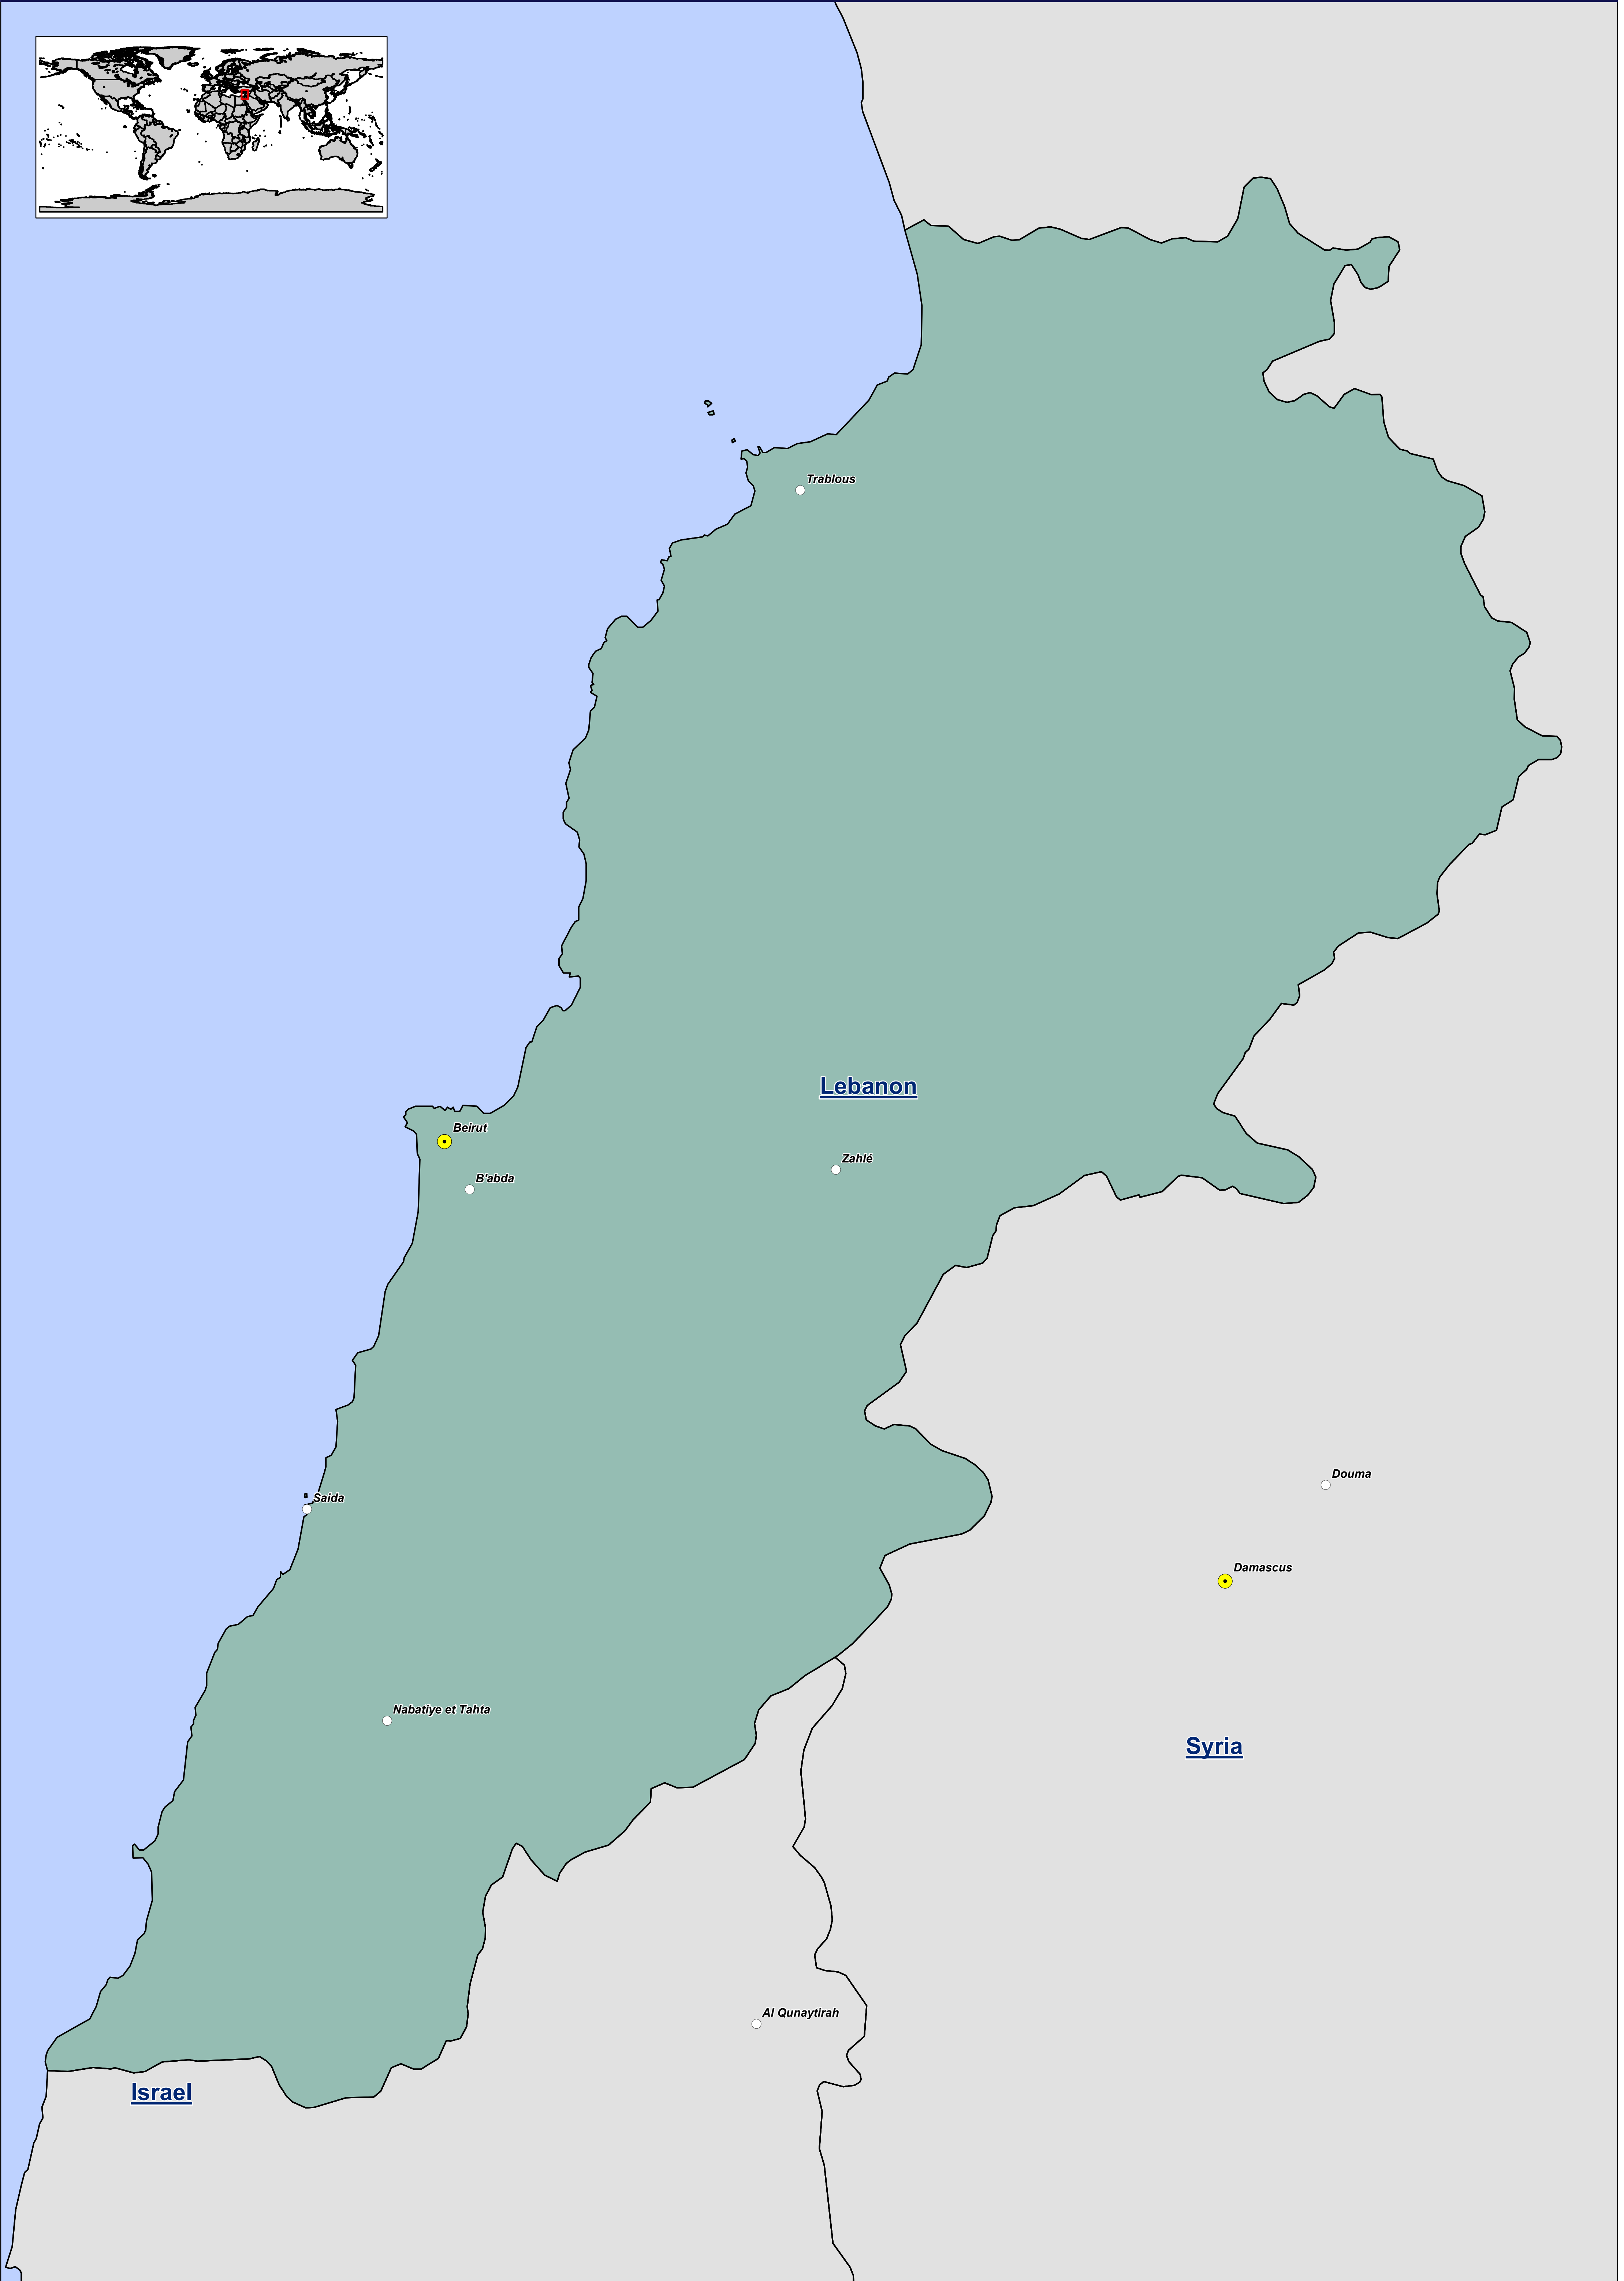 Trablous
Lebanon
Beirut
Zahlé
B'abda
Douma
Saida
Damascus
Nabatiye et Tahta
Syria
Al Qunaytirah
Israel